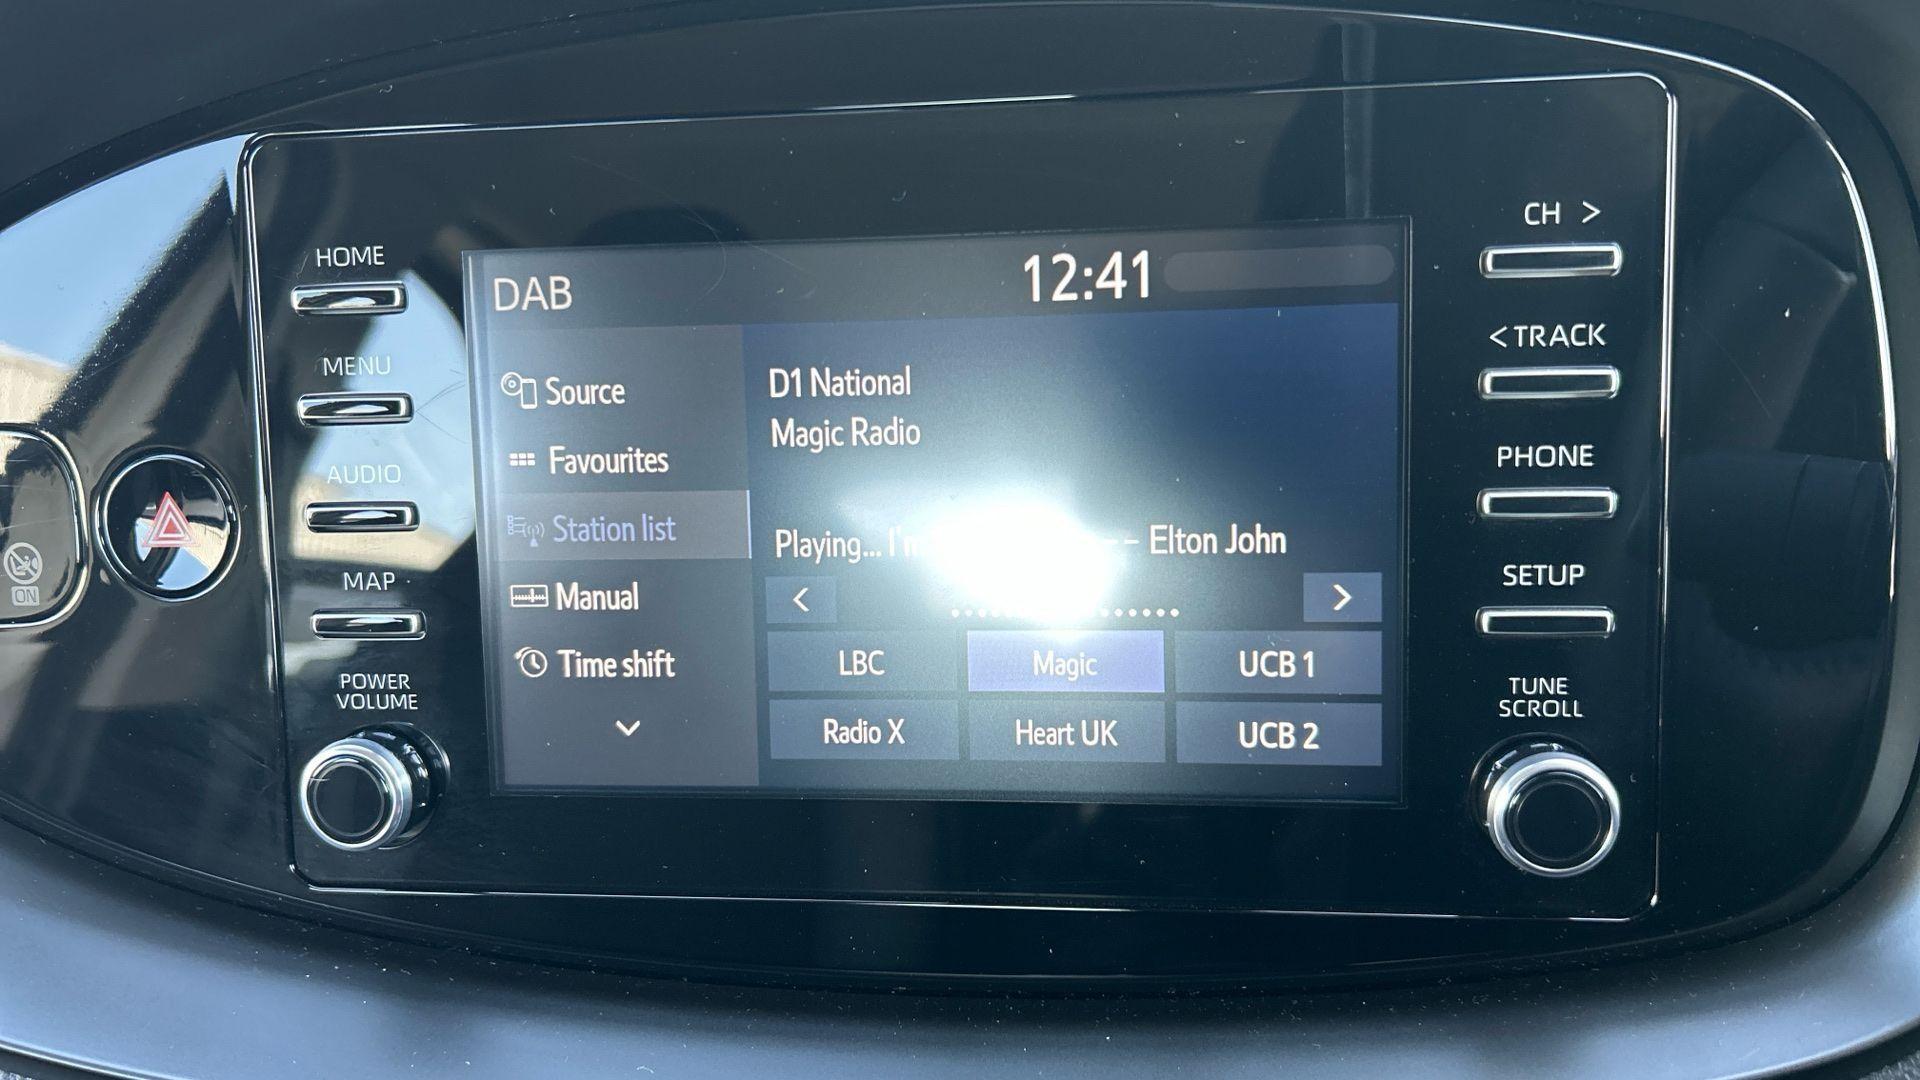 HOME
MENU
AUDIO
MAP
POWER
VOLUME
ON
DAB
12:41
Source
Favourites
Station list
Manual
Time shift
D1 National
Magic Radio
Playing... I'm -- Elton John
<
>
LBC
Magic
UCB 1
Radio X
Heart UK
UCB 2
CH >
< TRACK
PHONE
SETUP
TUNE
SCROLL